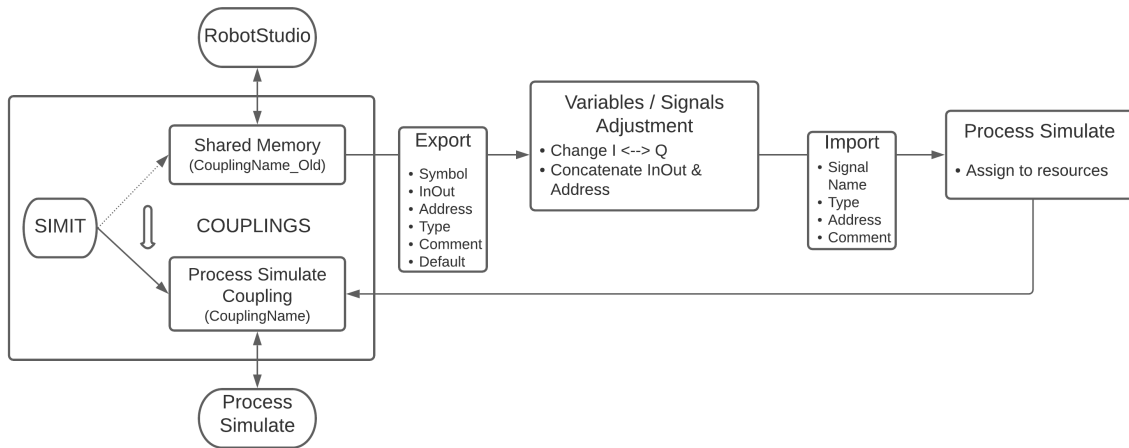 RobotStudio
Shared Memory
(CouplingName_Old)
SIMIT
COUPLINGS
Process Simulate
Coupling
(CouplingName)
Process
Simulate
Export
• Symbol
• InOut
• Address
• Type
• Comment
• Default
Variables / Signals
Adjustment
• Change I <--> Q
• Concatenate InOut &
Address
Import
• Signal
Name
• Type
• Address
• Comment
Process Simulate
• Assign to resources